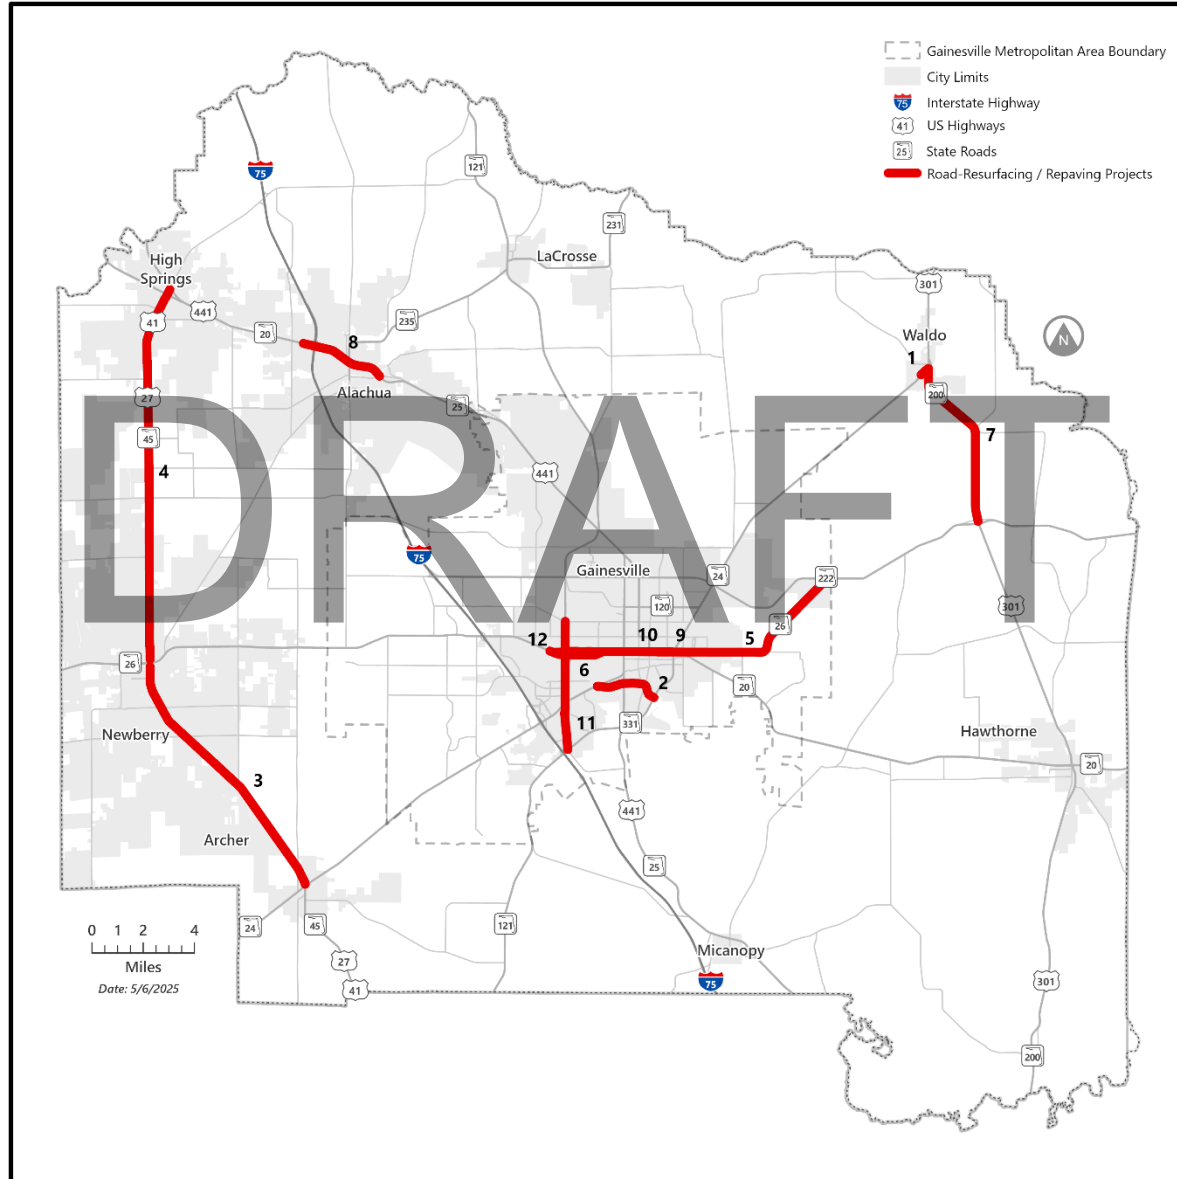 Gainesville Metropolitan Area Boundary
City Limits
75 Interstate Highway
41 US Highways
25 State Roads
Road-Resurfacing / Repaving Projects
75
121
231
LaCrosse
High
Springs
301
441
41
235
20
8
Waldo
1
N
Alachua
27
25
200
45
7
4
441
DRAFT
75
Gainesville
24
222
120
301
26
12
10
9
5
26
6
2
20
331
11
Newberry
Hawthorne
20
3
441
Archer
25
24
45
121
0 1 2 4
Miles
Date: 5/6/2025
27
41
Micanopy
75
301
200